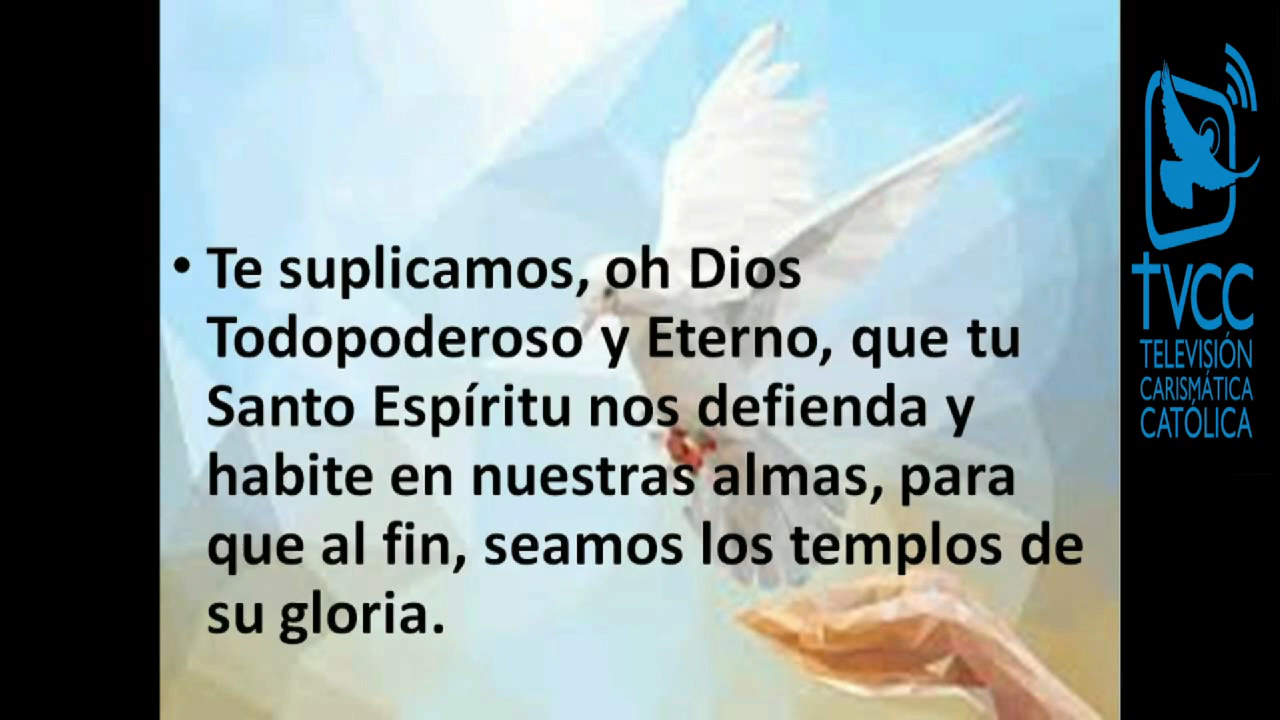 • Te suplicamos, oh Dios
Todopoderoso y Eterno, que tu
Santo Espíritu nos defienda y
habite en nuestras almas, para
que al fin, seamos los templos de
su gloria.
tvcc
TELEVISIÓN
CARISMÁTICA
CATÓLICA